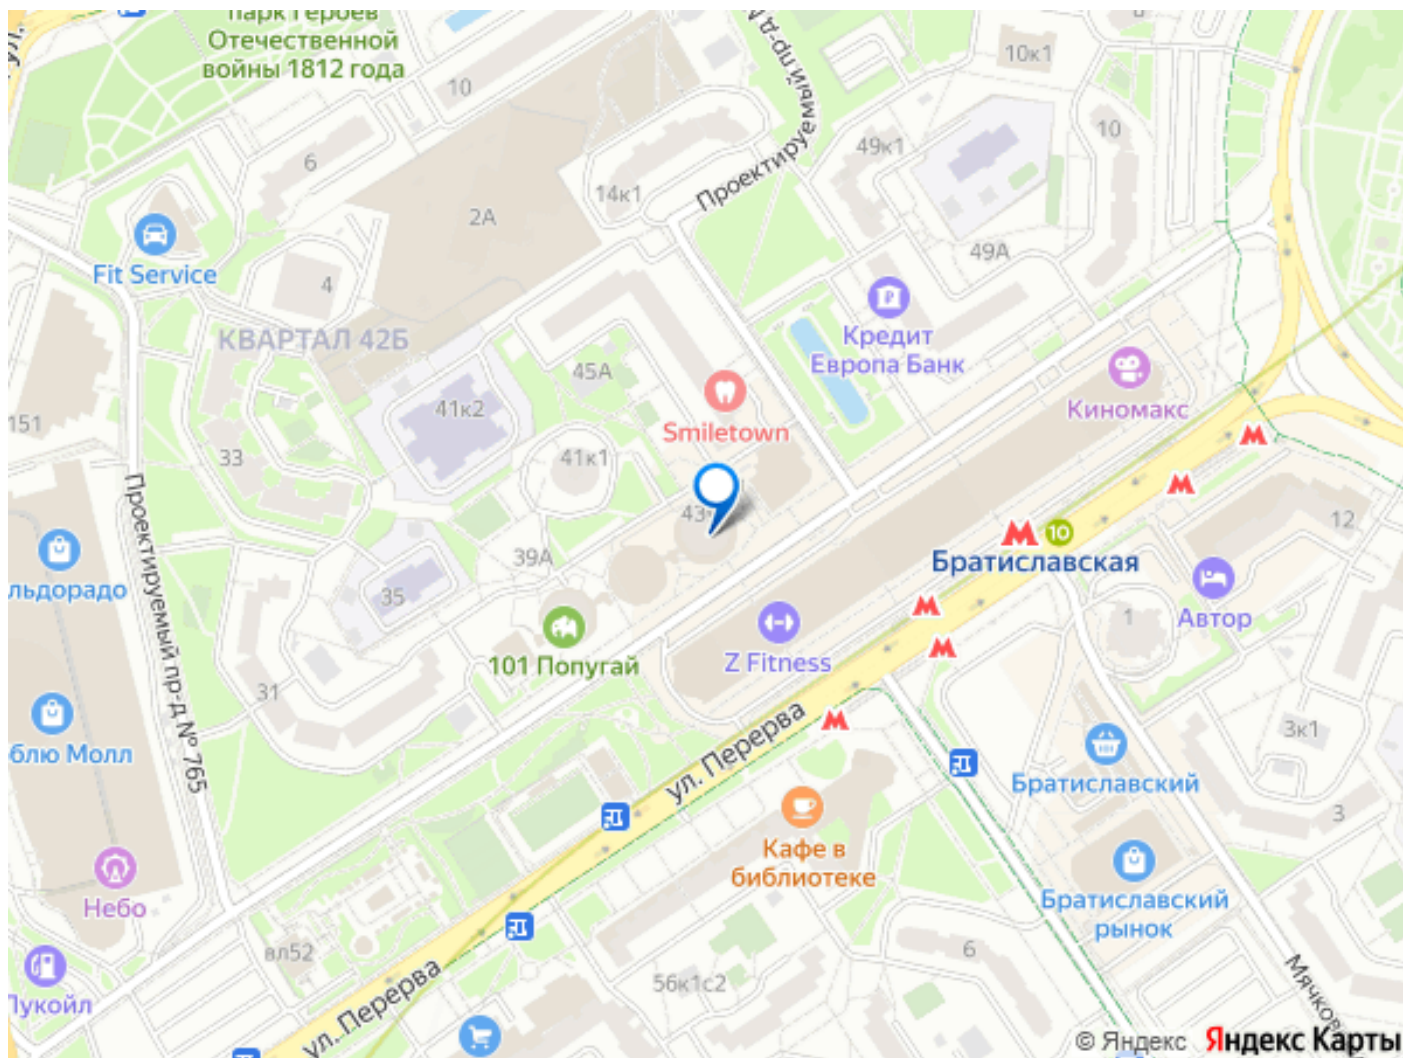 парк Героев
Отечественной
войны 1812 года
10
6
14к1
2А
Проектируемый пр-д
10к1
10
49к1
49А
Fit Service
4
КВАРТАЛ 42Б
Кредит
Европа Банк
Киномакс
45А
Smiletown
41к2
41к1
33
151
43
39А
35
31
101 Попугай
Z Fitness
Братиславская
10
12
Автор
1
Проектируемый пр-д № 765
льдорадо
блю Молл
Небо
вл52
Лукойл
ул. Перерва
ул. Перерва
Кафе в
библиотеке
56к1с2
6
Братиславский
Братиславский
рынок
3к1
3
Мячков
© Яндекс Яндекс Карты